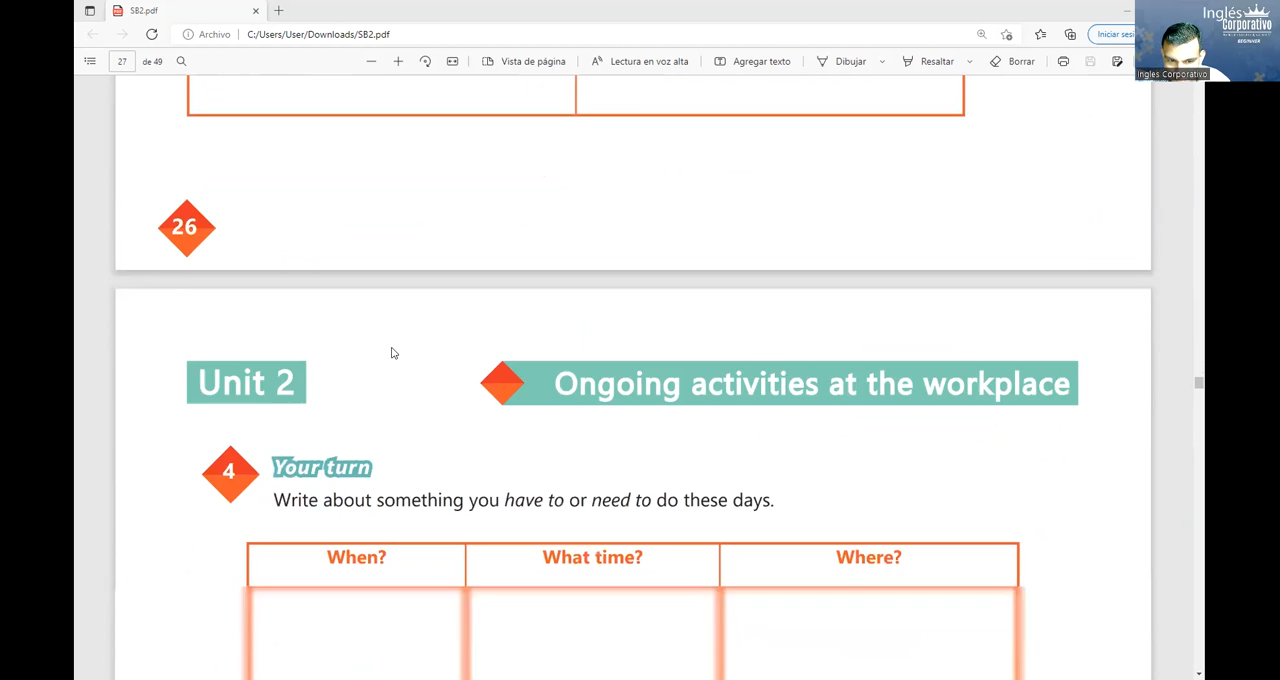 SB2.pdf
Archivo
C:/Users/User/Downloads/SB2.pdf
Iniciar sesi
Inglés
Corporativo
BEGINNER
Ingles Corporativo
27
de 49
Vista de página
Lectura en voz alta
Agregar texto
Dibujar
Resaltar
Borrar
26
Unit 2
Ongoing activities at the workplace
4
Your turn
Write about something you have to or need to do these days.
When?
What time?
Where?